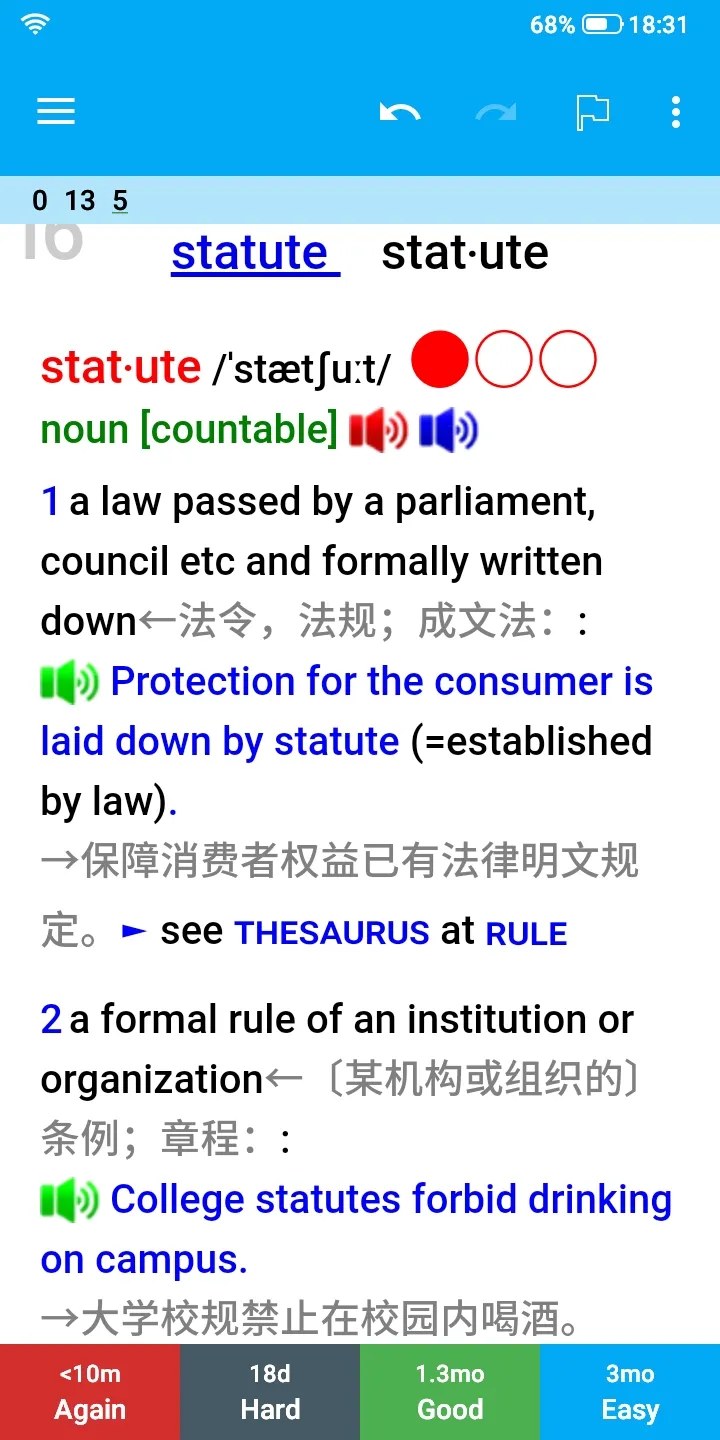 68% 18:31
0 13 5
16
statute stat·ute
stat·ute /ˈstætʃuːt/
noun [countable]
1 a law passed by a parliament,
council etc and formally written
down←法令，法规；成文法：:
Protection for the consumer is
laid down by statute (=established
by law).
→保障消费者权益已有法律明文规
定。► see THESAURUS at RULE
2 a formal rule of an institution or
organization←〔某机构或组织的〕
条例；章程：:
College statutes forbid drinking
on campus.
→大学校规禁止在校园内喝酒。
<10m 18d 1.3mo 3mo
Again Hard Good Easy